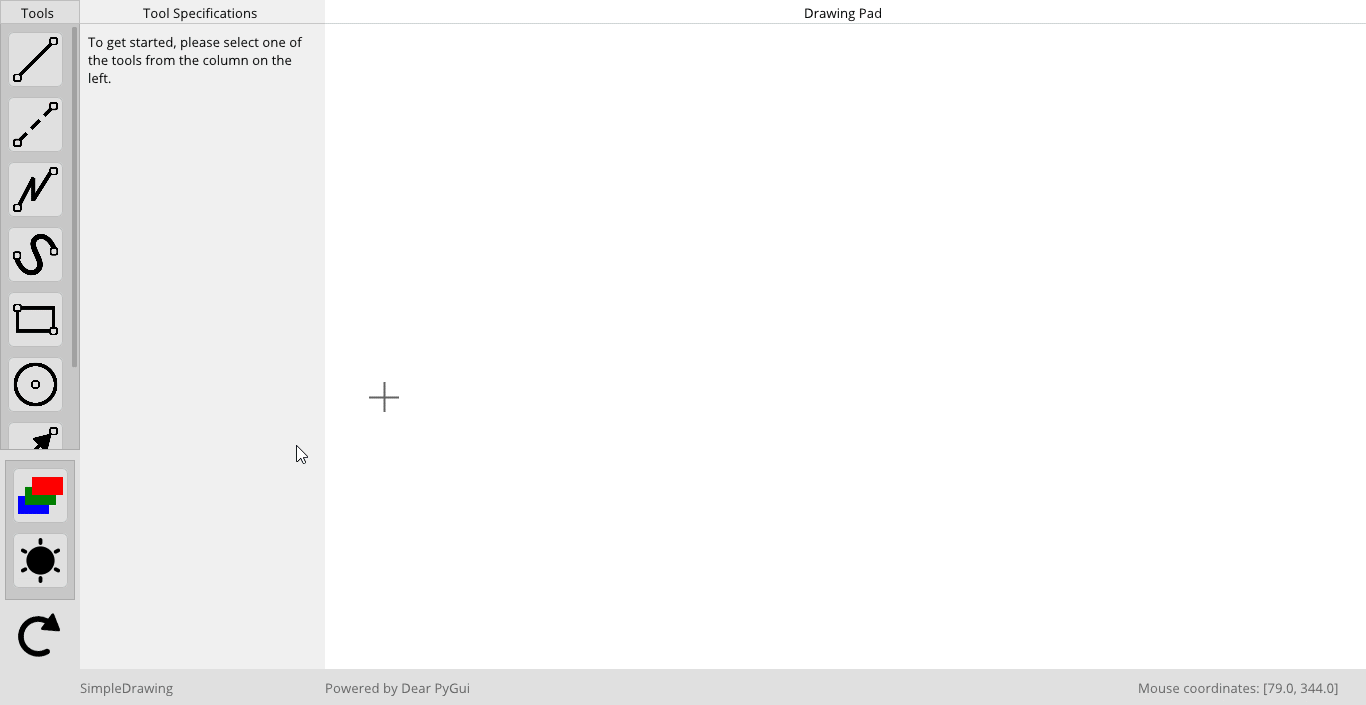 Tools
Tool Specifications
Drawing Pad
To get started, please select one of
the tools from the column on the
left.
SimpleDrawing
Powered by Dear PyGui
Mouse coordinates: [79.0, 344.0]